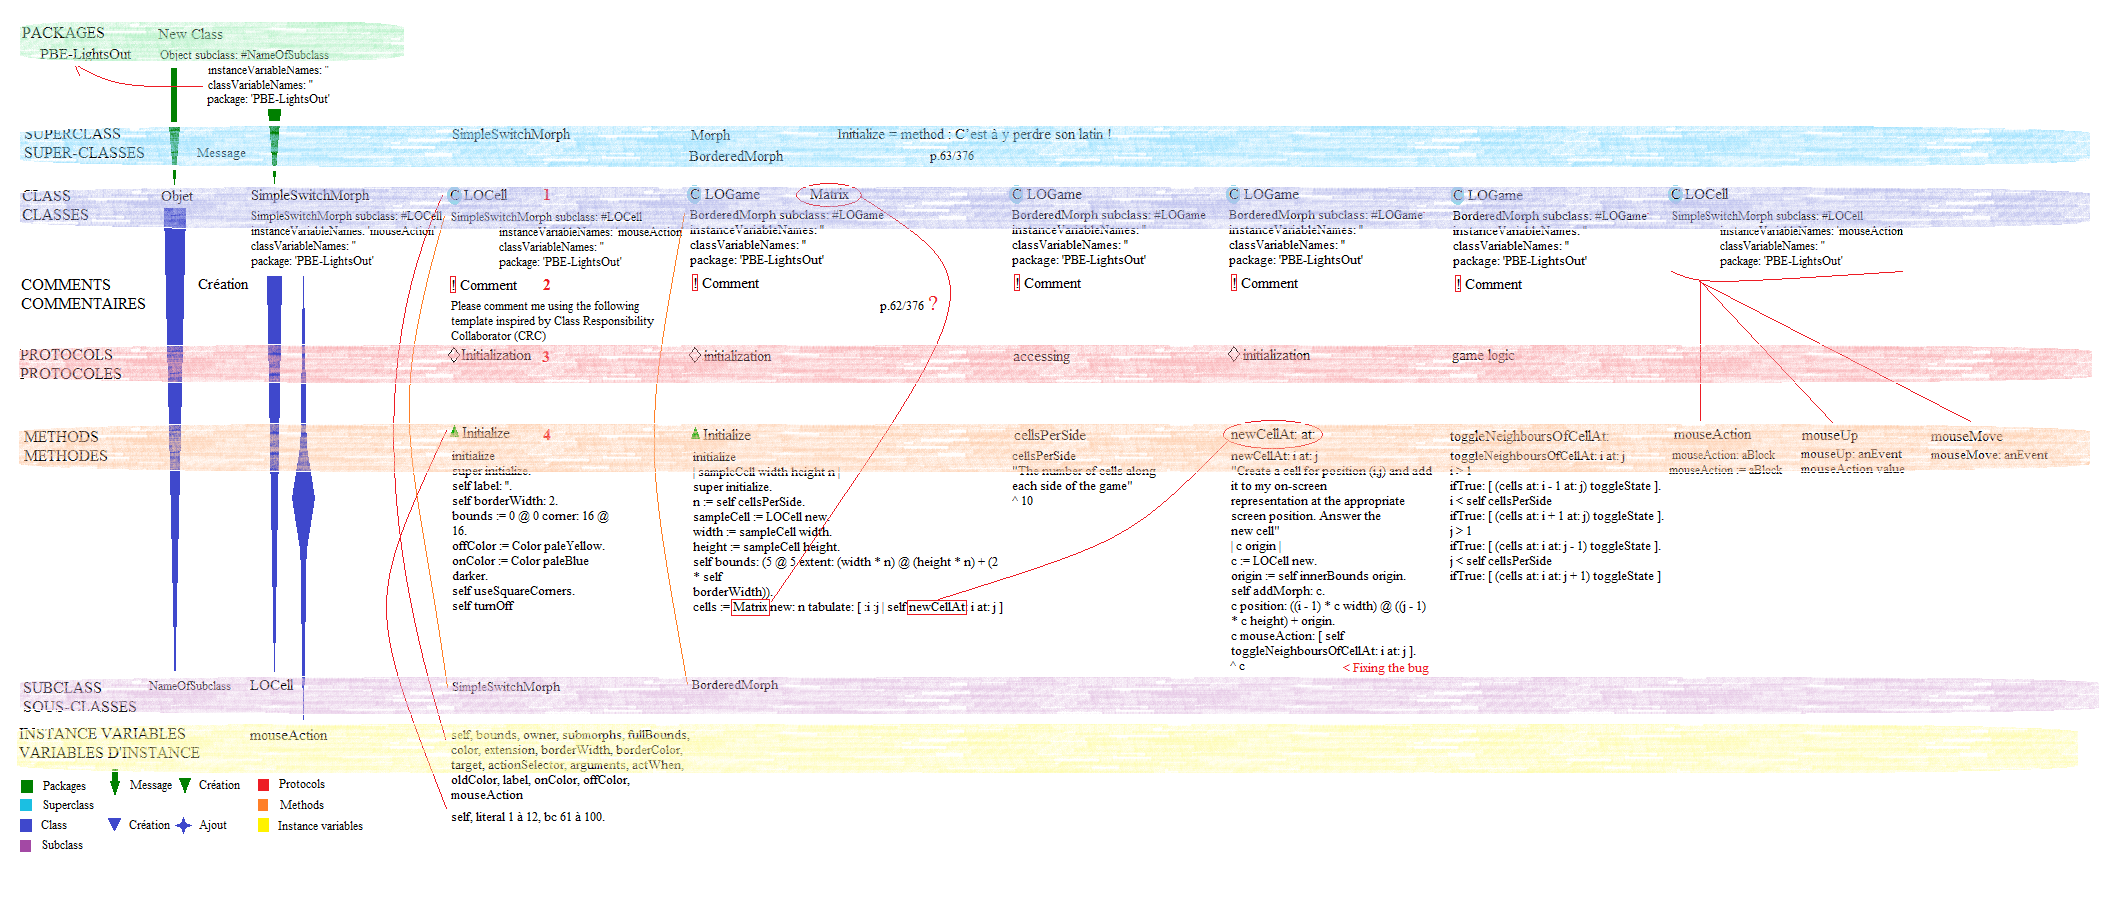 PACKAGES
New Class
PBE-LightsOut
Object subclass: #NameOfSubclass
instanceVariableNames: ''
classVariableNames: ''
package: 'PBE-LightsOut'
SUPERCLASS
SUPER-CLASSES
Message
SimpleSwitchMorph
Morph
BorderedMorph
Initialize = method : C'est à y perdre son latin !
p.63/376
CLASS
CLASSES
Objet
SimpleSwitchMorph
SimpleSwitchMorph subclass: #LOCell
instanceVariableNames: 'mouseAction'
classVariableNames: ''
package: 'PBE-LightsOut'
C LOCell 1
SimpleSwitchMorph subclass: #LOCell
instanceVariableNames: 'mouseAction
classVariableNames: ''
package: 'PBE-LightsOut'
C LOGame
Matrix
BorderedMorph subclass: #LOGame
instanceVariableNames: ''
classVariableNames: ''
package: 'PBE-LightsOut'
C LOGame
BorderedMorph subclass: #LOGame
instanceVariableNames: ''
classVariableNames: ''
package: 'PBE-LightsOut'
C LOGame
BorderedMorph subclass: #LOGame
instanceVariableNames: ''
classVariableNames: ''
package: 'PBE-LightsOut'
C LOGame
BorderedMorph subclass: #LOGame
instanceVariableNames: ''
classVariableNames: ''
package: 'PBE-LightsOut'
C LOCell
SimpleSwitchMorph subclass: #LOCell
instanceVariableNames: 'mouseAction
classVariableNames: ''
package: 'PBE-LightsOut'
COMMENTS
COMMENTAIRES
Création
! Comment 2
Please comment me using the following
template inspired by Class Responsibility
Collaborator (CRC)
! Comment
p.62/376 ?
! Comment
! Comment
! Comment
PROTOCOLS
PROTOCOLES
Initialization 3
initialization
accessing
initialization
game logic
METHODS
METHODES
Initialize 4
initialize
super initialize.
self label: ''.
self borderWidth: 2.
bounds := 0 @ 0 corner: 16 @
16.
offColor := Color paleYellow.
onColor := Color paleBlue
darker.
self useSquareCorners.
self turnOff
Initialize
initialize
| sampleCell width height n |
super initialize.
n := self cellsPerSide.
sampleCell := LOCell new.
width := sampleCell width.
height := sampleCell height.
self bounds: (5 @ 5 extent: (width * n) @ (height * n) + (2
* self
borderWidth)).
cells := Matrix new: n tabulate: [ :i :j | self newCellAt: i at: j ]
cellsPerSide
cellsPerSide
"The number of cells along
each side of the game"
^ 10
newCellAt: at:
newCellAt: i at: j
"Create a cell for position (i,j) and add
it to my on-screen
representation at the appropriate
screen position. Answer the
new cell"
| c origin |
c := LOCell new.
origin := self innerBounds origin.
self addMorph: c.
c position: ((i - 1) * c width) @ ((j - 1)
* c height) + origin.
c mouseAction: [ self
toggleNeighboursOfCellAt: i at: j ].
^ c
< Fixing the bug
toggleNeighboursOfCellAt:
toggleNeighboursOfCellAt: i at: j
i > 1
ifTrue: [ (cells at: i - 1 at: j) toggleState ].
i < self cellsPerSide
ifTrue: [ (cells at: i + 1 at: j) toggleState ].
j > 1
ifTrue: [ (cells at: i at: j - 1) toggleState ].
j < self cellsPerSide
ifTrue: [ (cells at: i at: j + 1) toggleState ]
mouseAction
mouseAction: aBlock
mouseAction := aBlock
mouseUp
mouseUp: anEvent
mouseAction value
mouseMove
mouseMove: anEvent
SUBCLASS
SOUS-CLASSES
NameOfSubclass
LOCell
SimpleSwitchMorph
BorderedMorph
INSTANCE VARIABLES
VARIABLES D'INSTANCE
mouseAction
self, bounds, owner, submorphs, fullBounds,
color, extension, borderWidth, borderColor,
target, actionSelector, arguments, actWhen,
oldColor, label, onColor, offColor,
mouseAction
self, literal 1 à 12, bc 61 à 100.
Packages
Message
Création
Protocols
Superclass
Methods
Class
Création
Ajout
Instance variables
Subclass